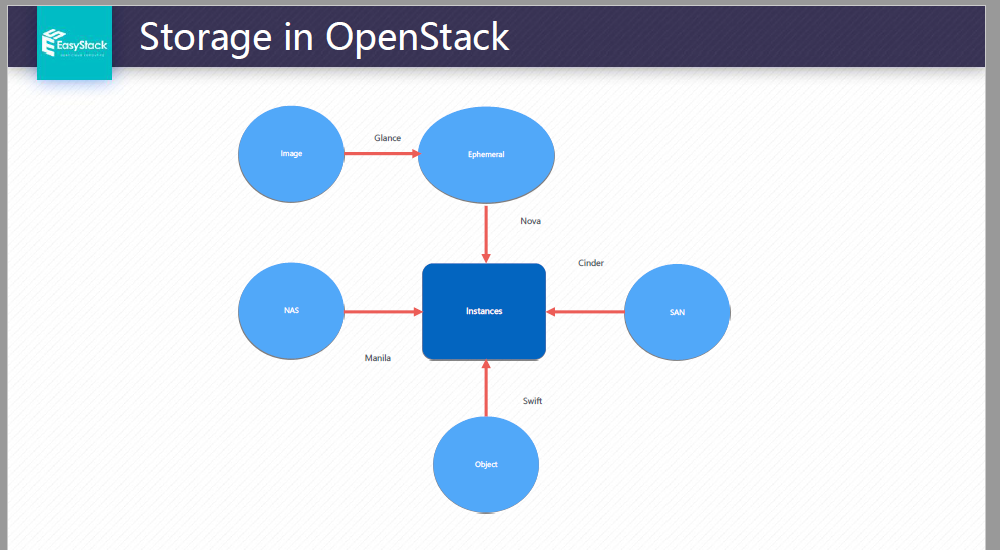 Storage in OpenStack
EasyStack
Glance
Image
Ephemeral
Nova
Cinder
NAS
Instances
SAN
Manila
Swift
Object